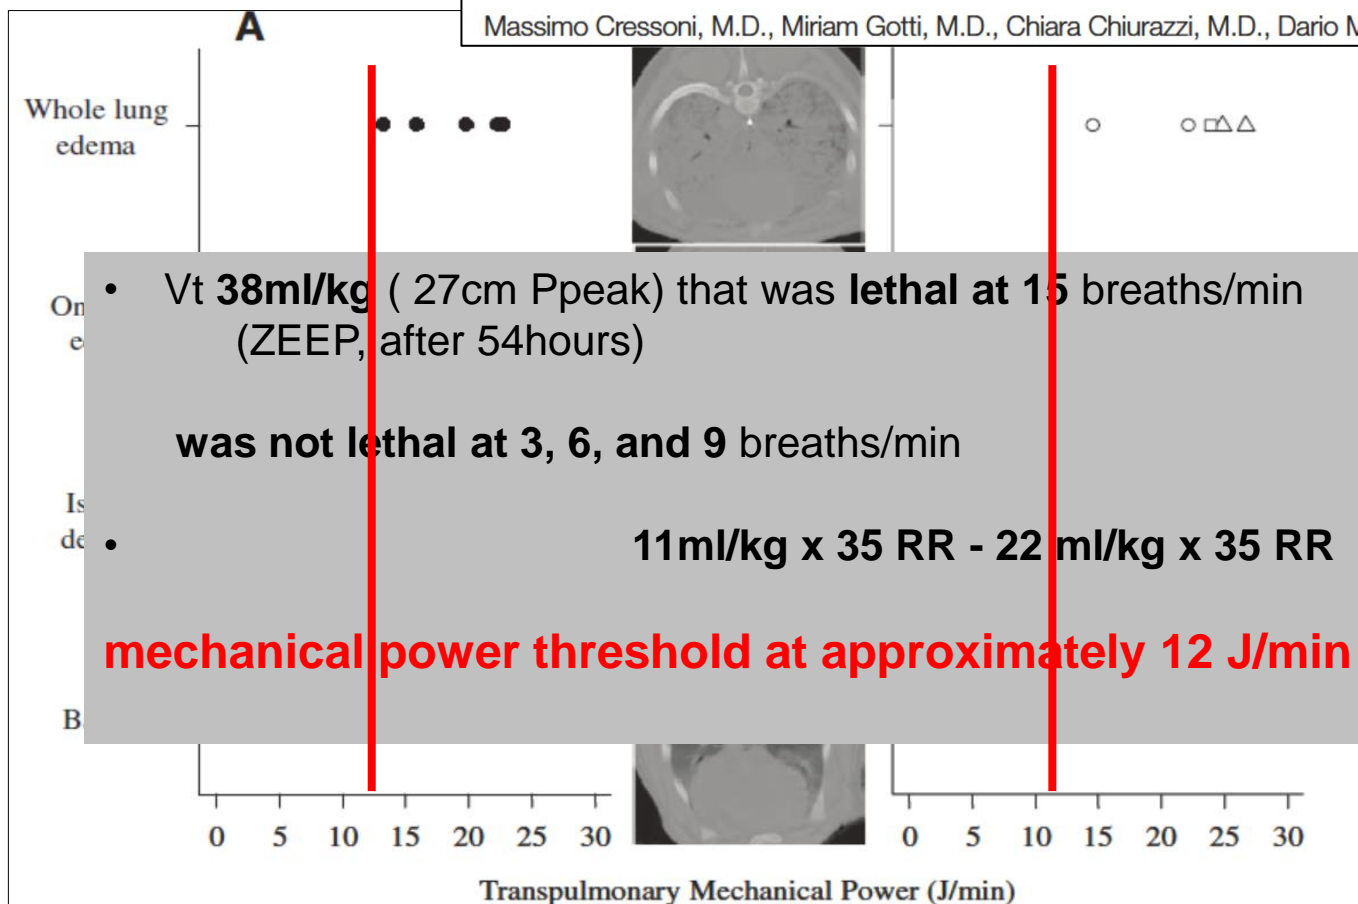 Massimo Cressoni, M.D., Miriam Gotti, M.D., Chiara Chiurazzi, M.D., Dario M
A
Whole lung
edema
On
e
• Vt 38ml/kg ( 27cm Ppeak) that was lethal at 15 breaths/min
(ZEEP, after 54hours)
was not lethal at 3, 6, and 9 breaths/min
Is
de
• 11ml/kg x 35 RR - 22 ml/kg x 35 RR
mechanical power threshold at approximately 12 J/min
B
0 5 10 15 20 25 30
0 5 10 15 20 25 30
Transpulmonary Mechanical Power (J/min)